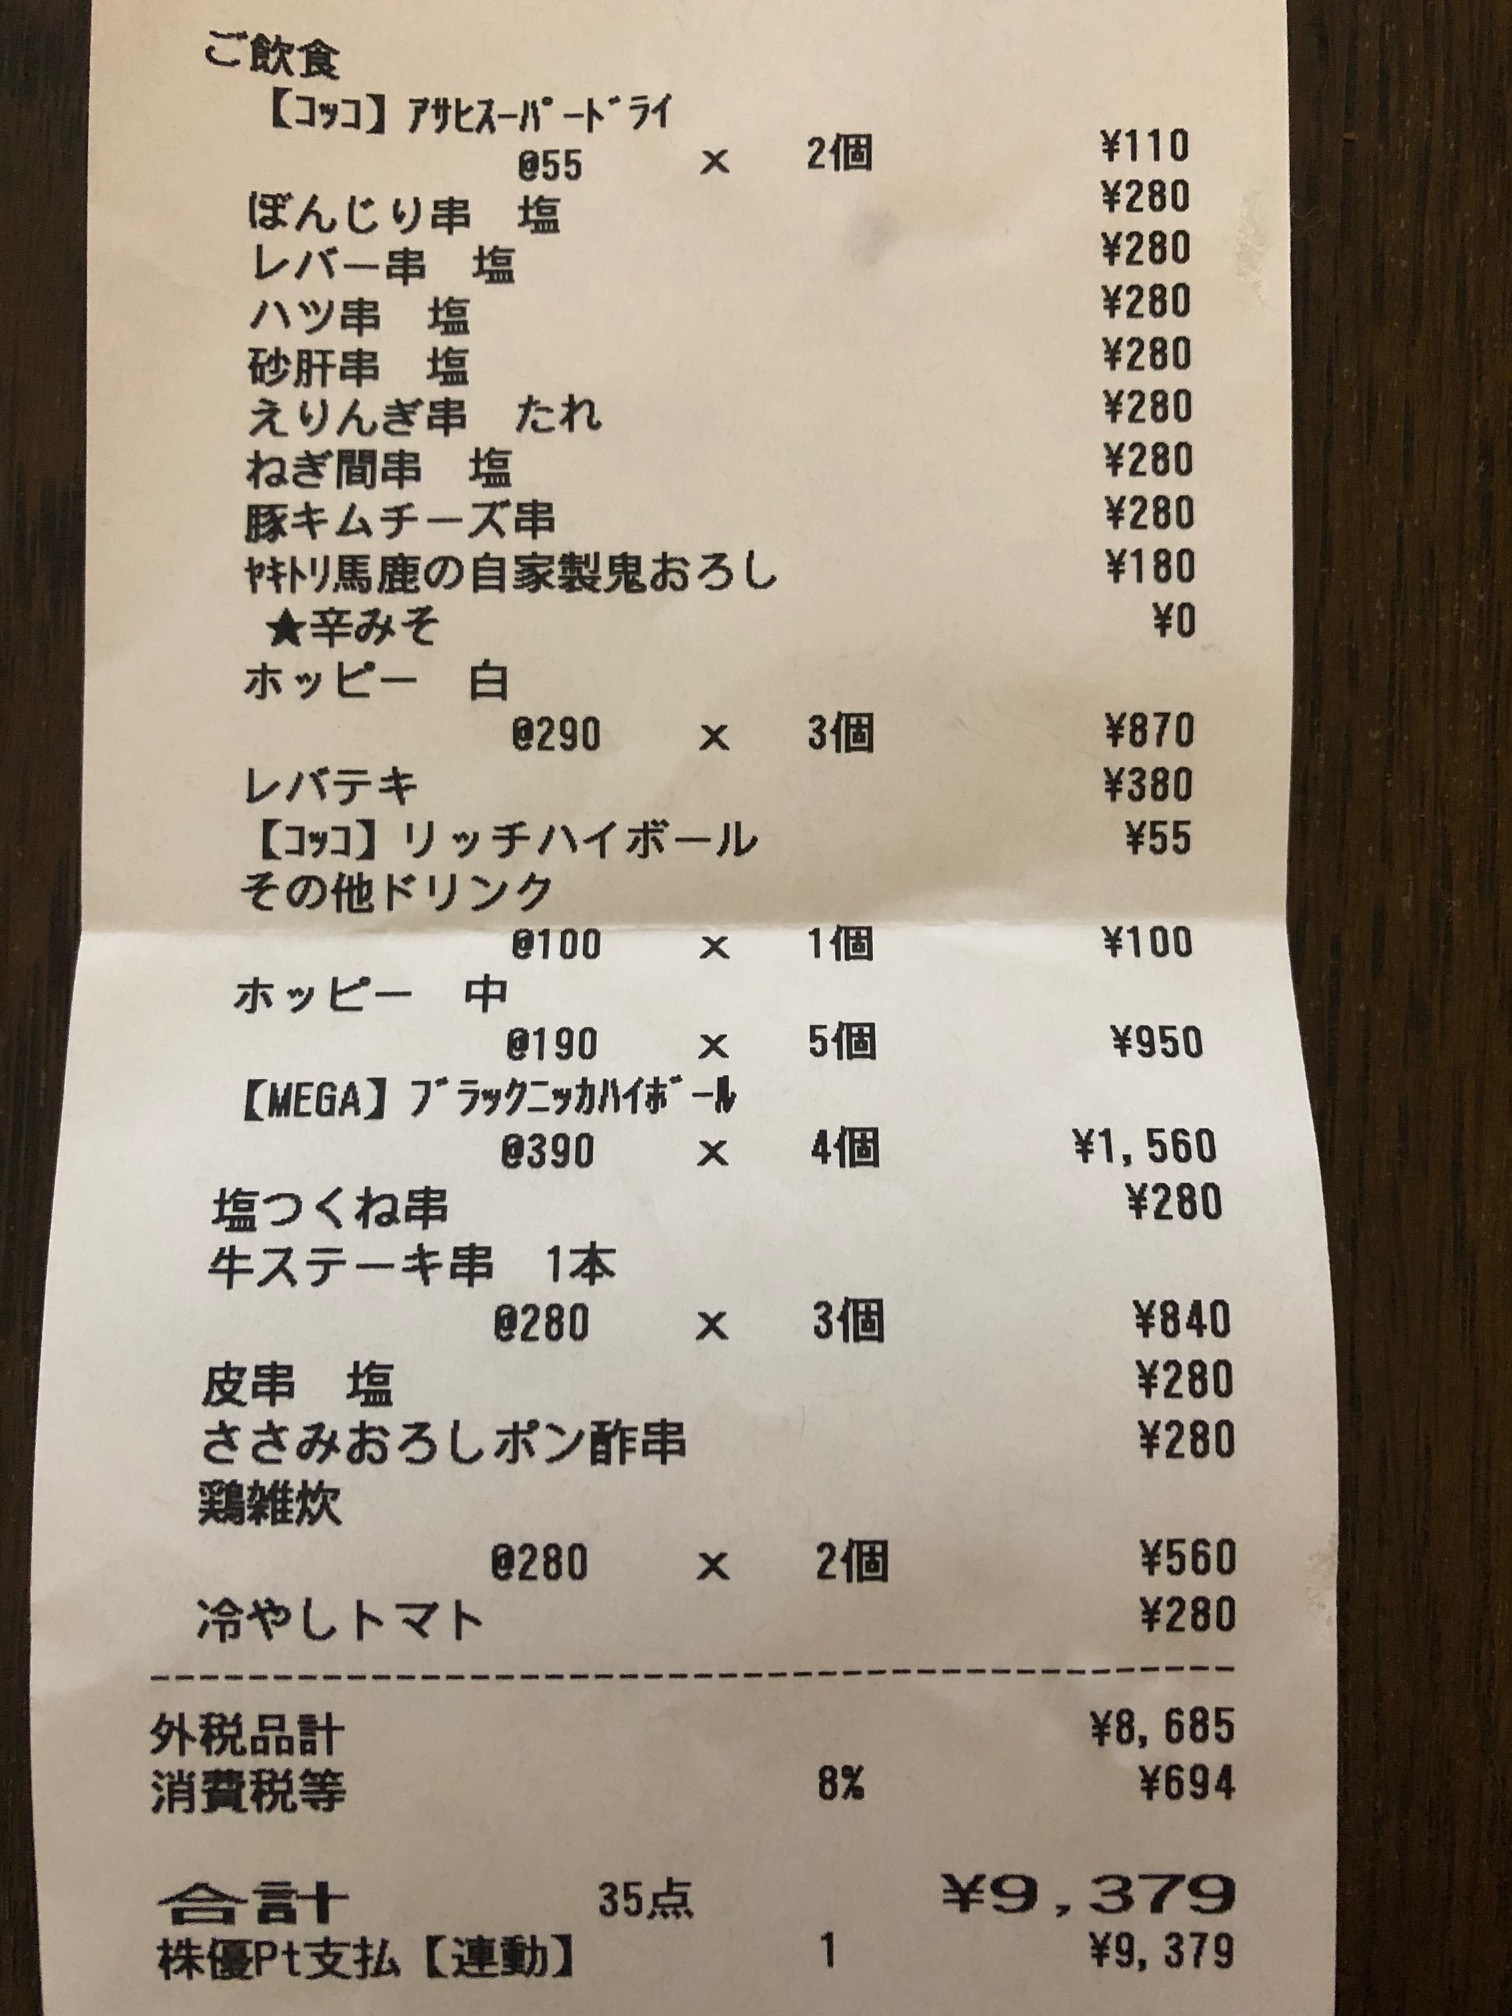 ご飲食
【ｺｯｺ】ｱｻﾋｽｰﾊﾟｰﾄﾞﾗｲ
@55 × 2個 ¥110
ぼんじり串　塩 ¥280
レバー串　塩 ¥280
ハツ串　塩 ¥280
砂肝串　塩 ¥280
えりんぎ串　たれ ¥280
ねぎ間串　塩 ¥280
豚キムチーズ串 ¥280
ﾔｷﾄﾘ馬鹿の自家製鬼おろし ¥180
★辛みそ ¥0
ホッピー　白
@290 × 3個 ¥870
レバテキ ¥380
【ｺｯｺ】リッチハイボール ¥55
その他ドリンク
@100 × 1個 ¥100
ホッピー　中
@190 × 5個 ¥950
【MEGA】ﾌﾞﾗｯｸﾆｯｶﾊｲﾎﾞｰﾙ
@390 × 4個 ¥1,560
塩つくね串 ¥280
牛ステーキ串　1本
@280 × 3個 ¥840
皮串　塩 ¥280
ささみおろしポン酢串 ¥280
鶏雑炊
@280 × 2個 ¥560
冷やしトマト ¥280
外税品計 ¥8,685
消費税等 8% ¥694
合計 35点 ¥9,379
株優Pt支払【連動】 1 ¥9,379